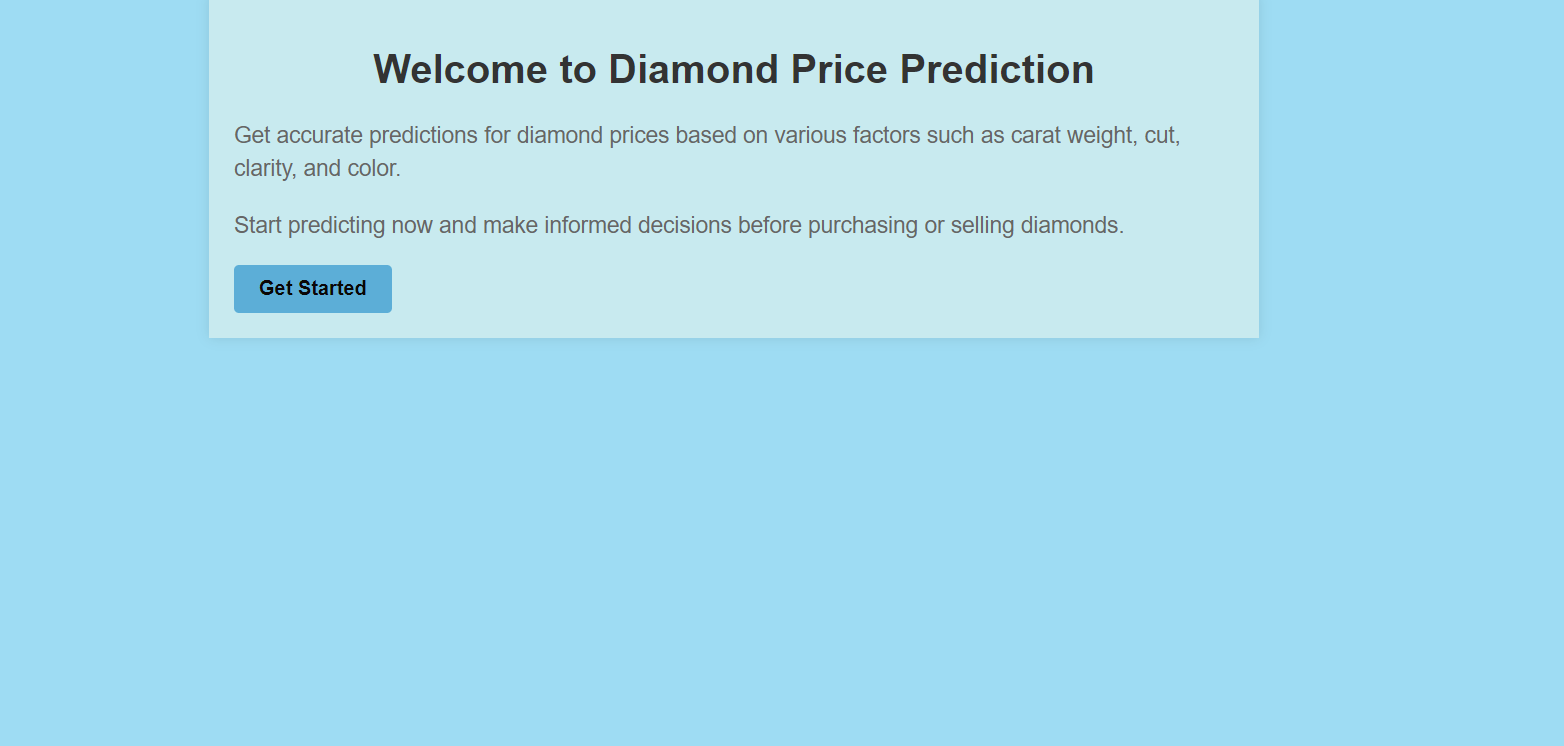 Welcome to Diamond Price Prediction
Get accurate predictions for diamond prices based on various factors such as carat weight, cut,
clarity, and color.
Start predicting now and make informed decisions before purchasing or selling diamonds.
Get Started